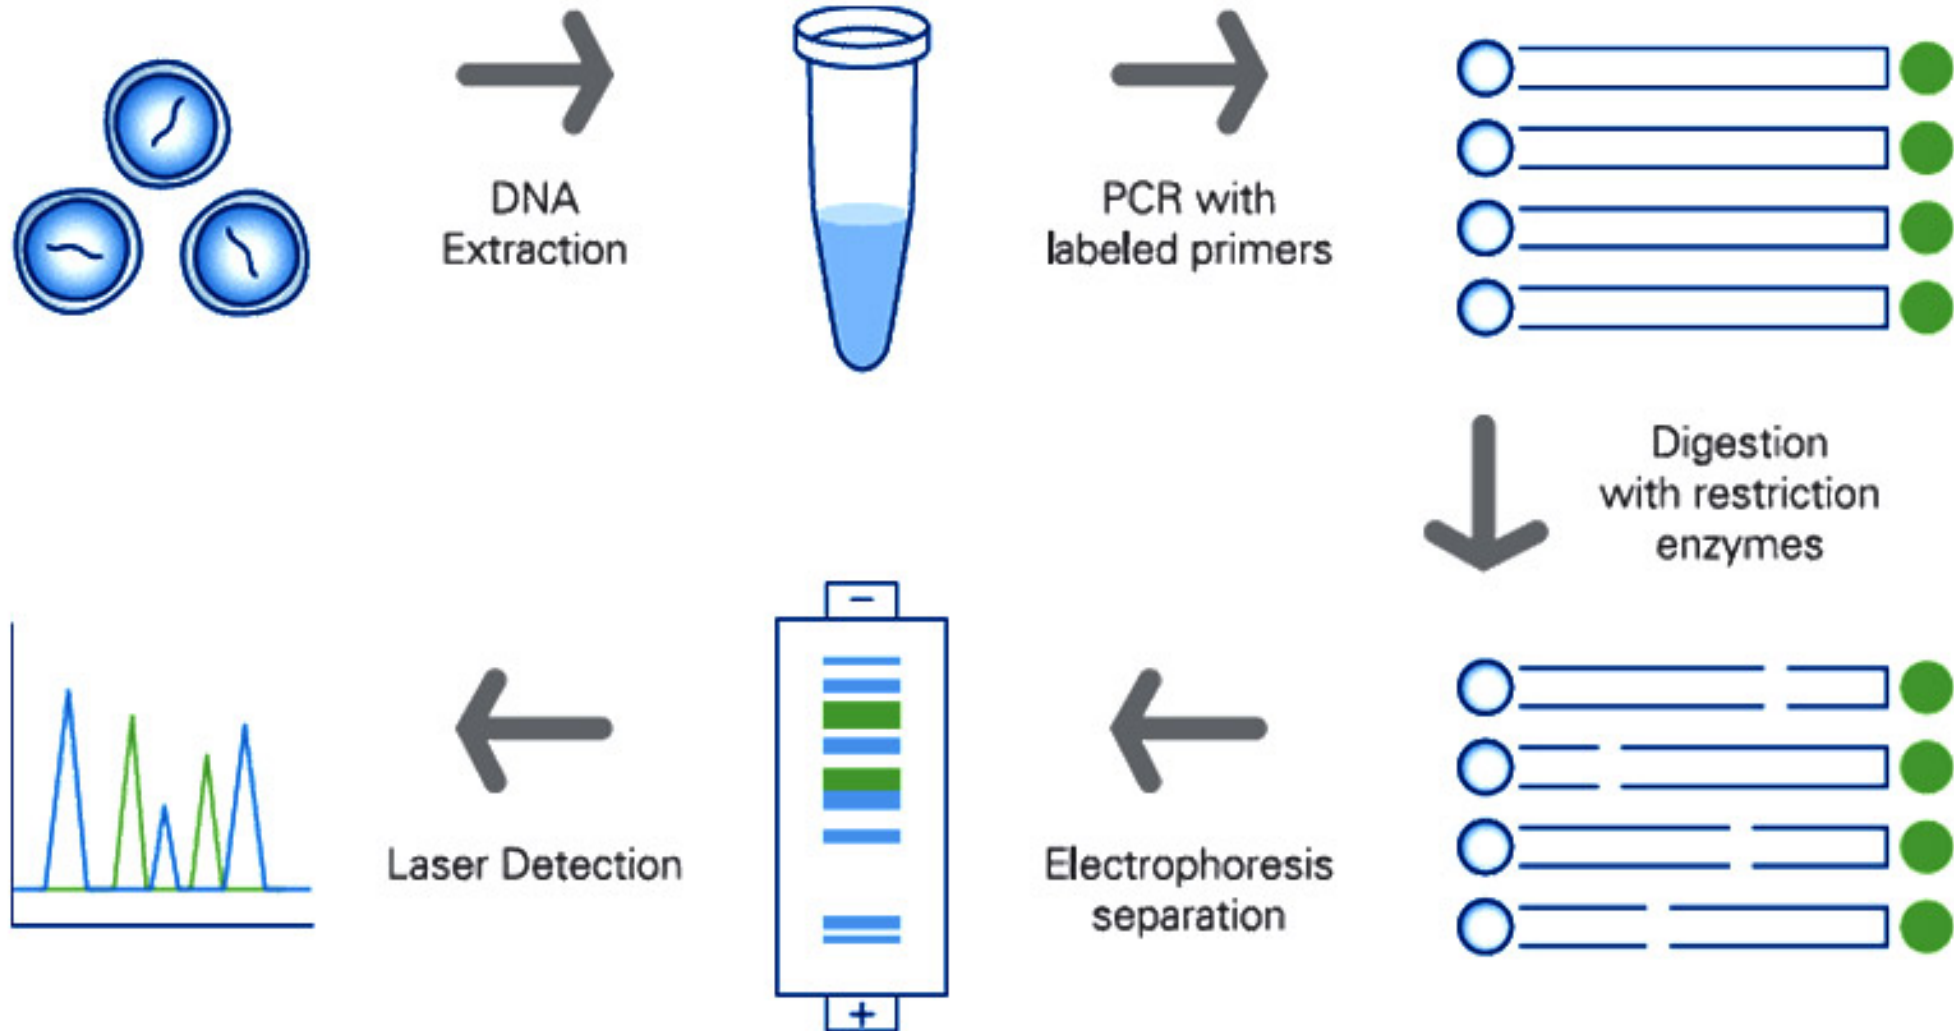 DNA
Extraction
PCR with
labeled primers
Digestion
with restriction
enzymes
Electrophoresis
separation
Laser Detection
−
+